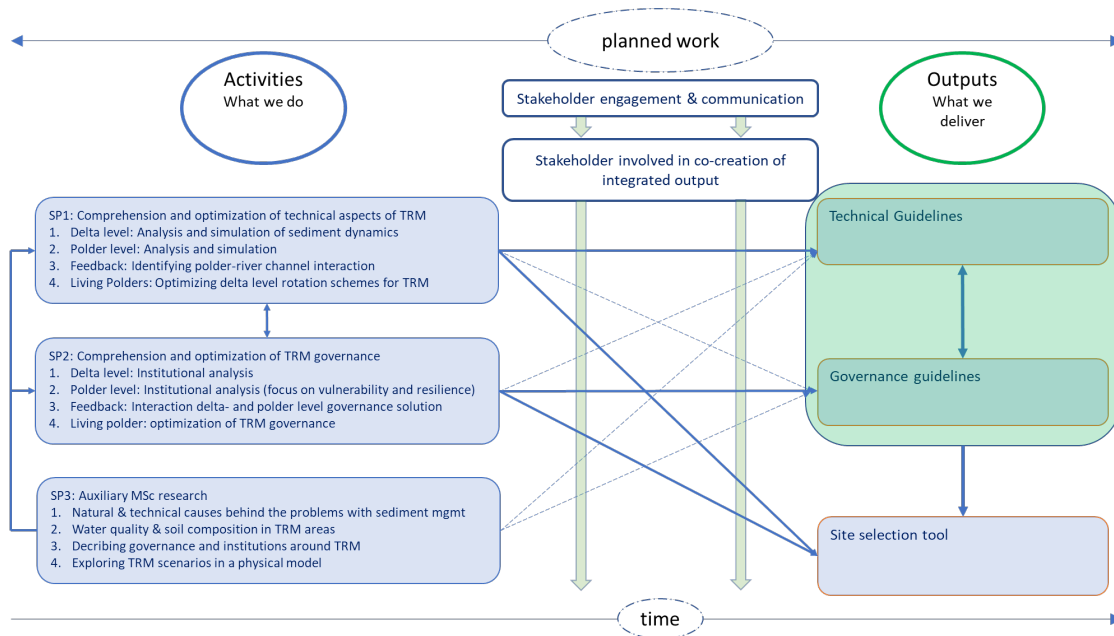 planned work
Activities
What we do
Stakeholder engagement & communication
Outputs
What we
deliver
Stakeholder involved in co-creation of
integrated output
SP1: Comprehension and optimization of technical aspects of TRM
1. Delta level: Analysis and simulation of sediment dynamics
2. Polder level: Analysis and simulation
3. Feedback: Identifying polder-river channel interaction
4. Living Polders: Optimizing delta level rotation schemes for TRM
Technical Guidelines
SP2: Comprehension and optimization of TRM governance
1. Delta level: Institutional analysis
2. Polder level: Institutional analysis (focus on vulnerability and resilience)
3. Feedback: Interaction delta- and polder level governance solution
4. Living polder: optimization of TRM governance
Governance guidelines
SP3: Auxiliary MSc research
1. Natural & technical causes behind the problems with sediment mgmt
2. Water quality & soil composition in TRM areas
3. Decribing governance and institutions around TRM
4. Exploring TRM scenarios in a physical model
Site selection tool
time